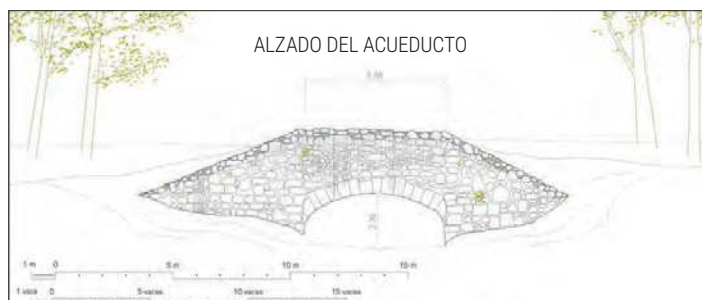 ALZADO DEL ACUEDUCTO
1 m 0 5 m 10 m 15 m
1 vara 0 5 varas 10 varas 15 varas